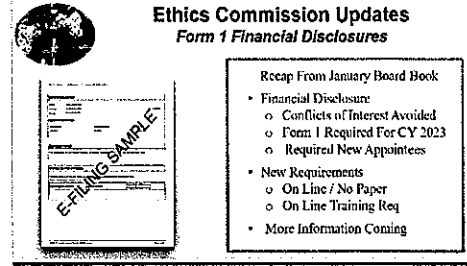 Ethics Commission Updates
Form 1 Financial Disclosures
E-FILING SAMPLE
Recap From January Board Book
• Financial Disclosure
o Conflicts of Interest Avoided
o Form 1 Required For CY 2023
o Required New Appointees
• New Requirements
o On Line / No Paper
o On Line Training Req
• More Information Coming